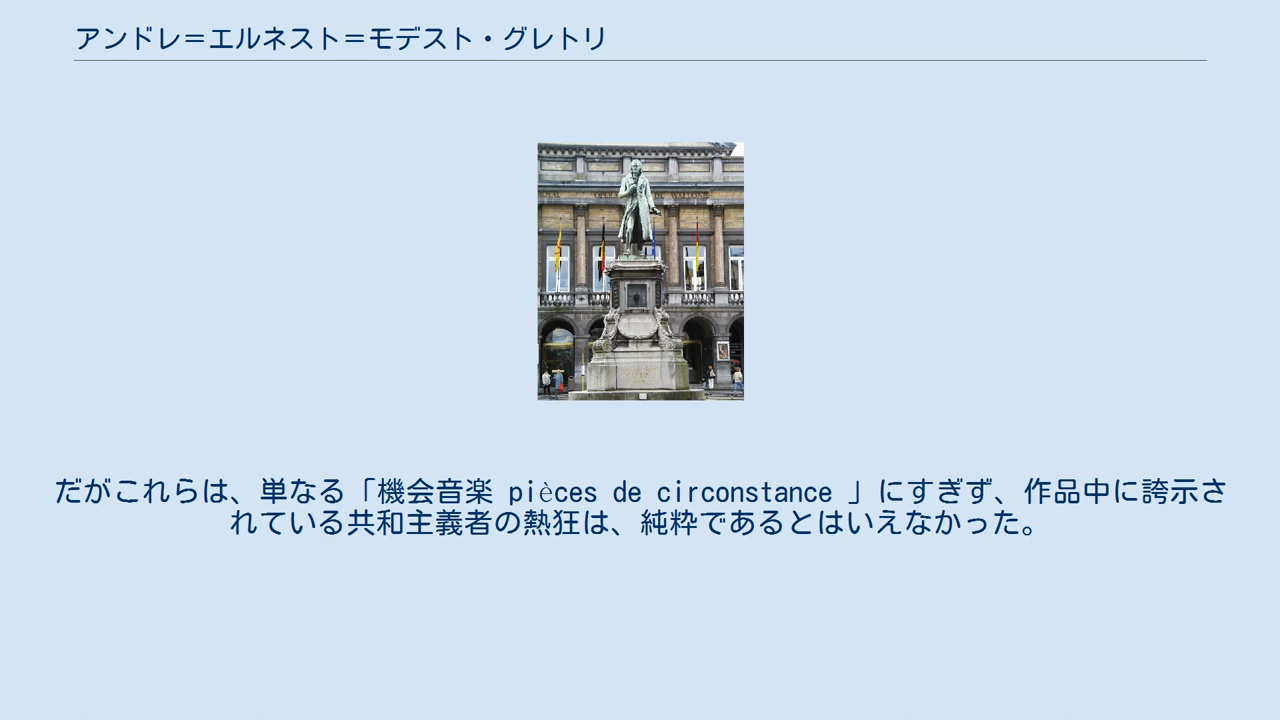 アンドレ＝エルネスト＝モデスト・グレトリ
OPERA DE WALLONIE
だがこれらは、単なる「機会音楽 pièces de circonstance 」にすぎず、作品中に誇示さ
れている共和主義者の熱狂は、純粋であるとはいえなかった。